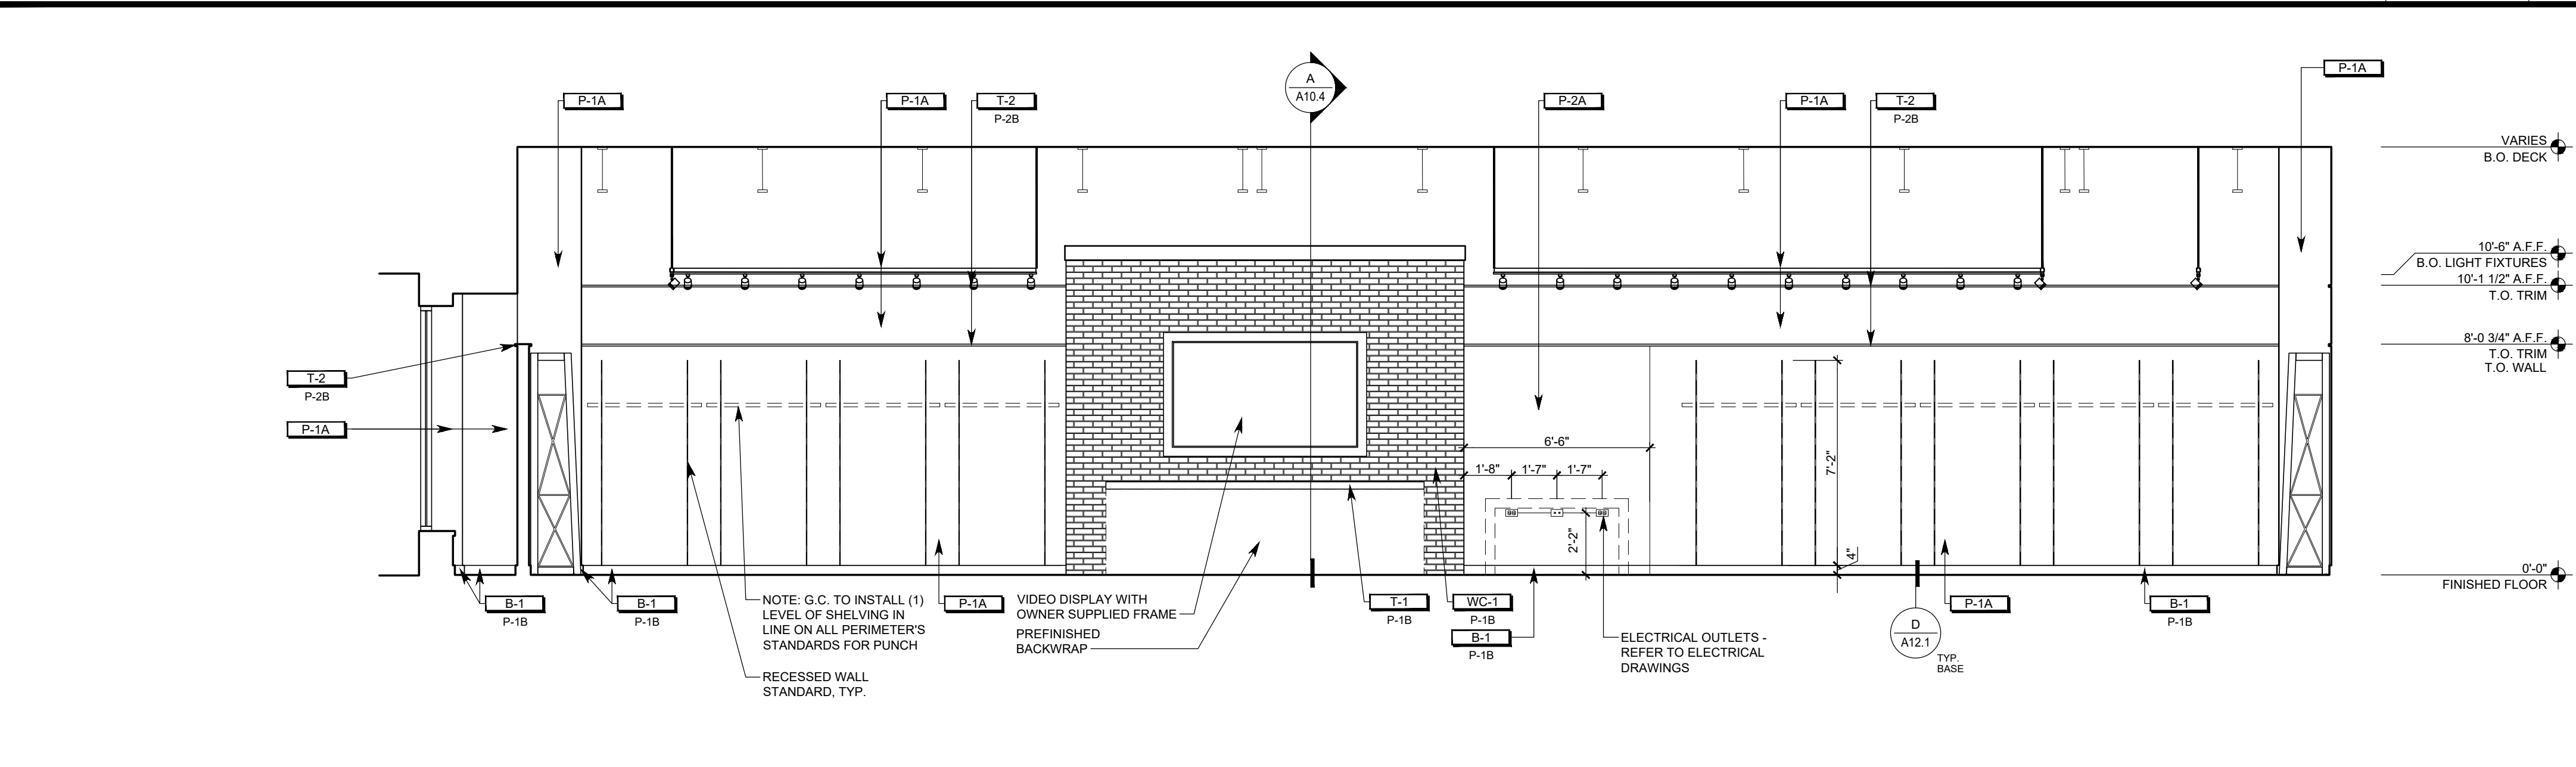 P-1A
A
A10.4
P-1A
P-1A
T-2
P-2B
P-2A
P-1A
T-2
P-2B
VARIES
B.O. DECK
10'-6" A.F.F.
B.O. LIGHT FIXTURES
10'-1 1/2" A.F.F.
T.O. TRIM
8'-0 3/4" A.F.F.
T.O. TRIM
T.O. WALL
T-2
P-2B
P-1A
6'-6"
1'-8"
1'-7"
1'-7"
7'-2"
2'-2"
4"
0'-0"
FINISHED FLOOR
B-1
P-1B
B-1
P-1B
NOTE: G.C. TO INSTALL (1)
LEVEL OF SHELVING IN
LINE ON ALL PERIMETER'S
STANDARDS FOR PUNCH
RECESSED WALL
STANDARD, TYP.
P-1A
VIDEO DISPLAY WITH
OWNER SUPPLIED FRAME
PREFINISHED
BACKWRAP
T-1
P-1B
WC-1
P-1B
B-1
P-1B
ELECTRICAL OUTLETS -
REFER TO ELECTRICAL
DRAWINGS
D
A12.1
TYP.
BASE
P-1A
B-1
P-1B